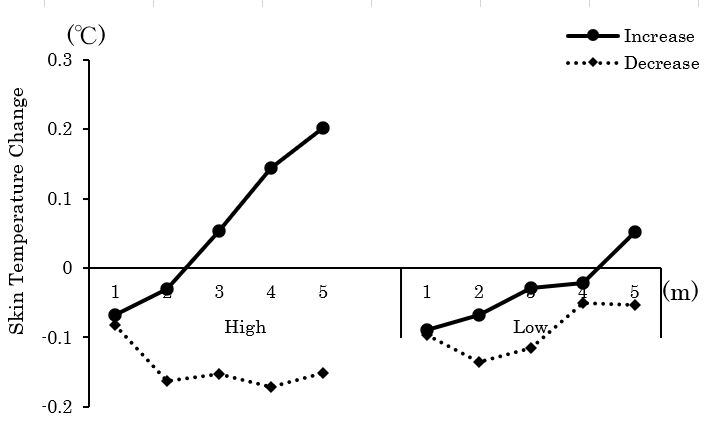 (℃)
Increase
Decrease
Skin Temperature Change
0.3
0.2
0.1
0
-0.1
-0.2
1 2 3 4 5 1 2 3 4 5 (m)
High Low